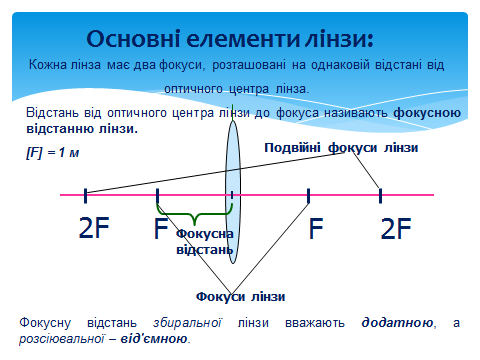 Основні елементи лінзи:
Кожна лінза має два фокуси, розташовані на однаковій відстані від
оптичного центра лінза.
Відстань від оптичного центра лінзи до фокуса називають фокусною
відстанню лінзи.
[F] = 1 м
Подвійні фокуси лінзи
2F
F
Фокусна
відстань
F
2F
Фокуси лінзи
Фокусну відстань збиральної лінзи вважають додатною, а
розсіювальної – від'ємною.